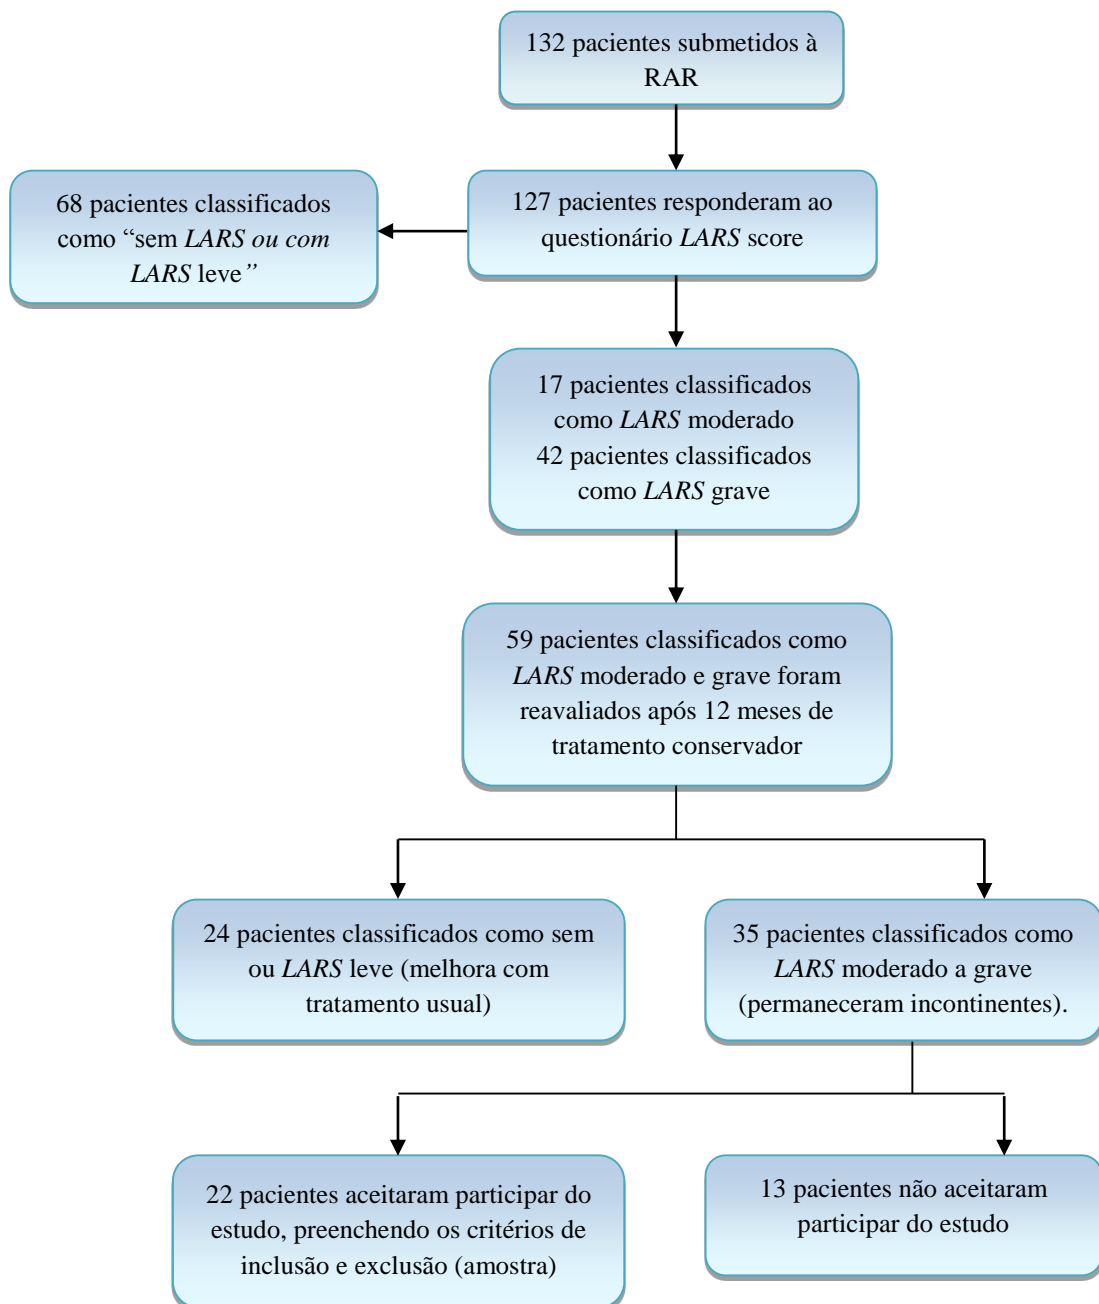 132 pacientes submetidos à
RAR
68 pacientes classificados
como “sem LARS ou com
LARS leve”
127 pacientes responderam ao
questionário LARS score
17 pacientes classificados
como LARS moderado
42 pacientes classificados
como LARS grave
59 pacientes classificados como
LARS moderado e grave foram
reavaliados após 12 meses de
tratamento conservador
24 pacientes classificados como sem
ou LARS leve (melhora com
tratamento usual)
35 pacientes classificados como
LARS moderado a grave
(permaneceram incontinentes).
22 pacientes aceitaram participar do
estudo, preenchendo os critérios de
inclusão e exclusão (amostra)
13 pacientes não aceitaram
participar do estudo